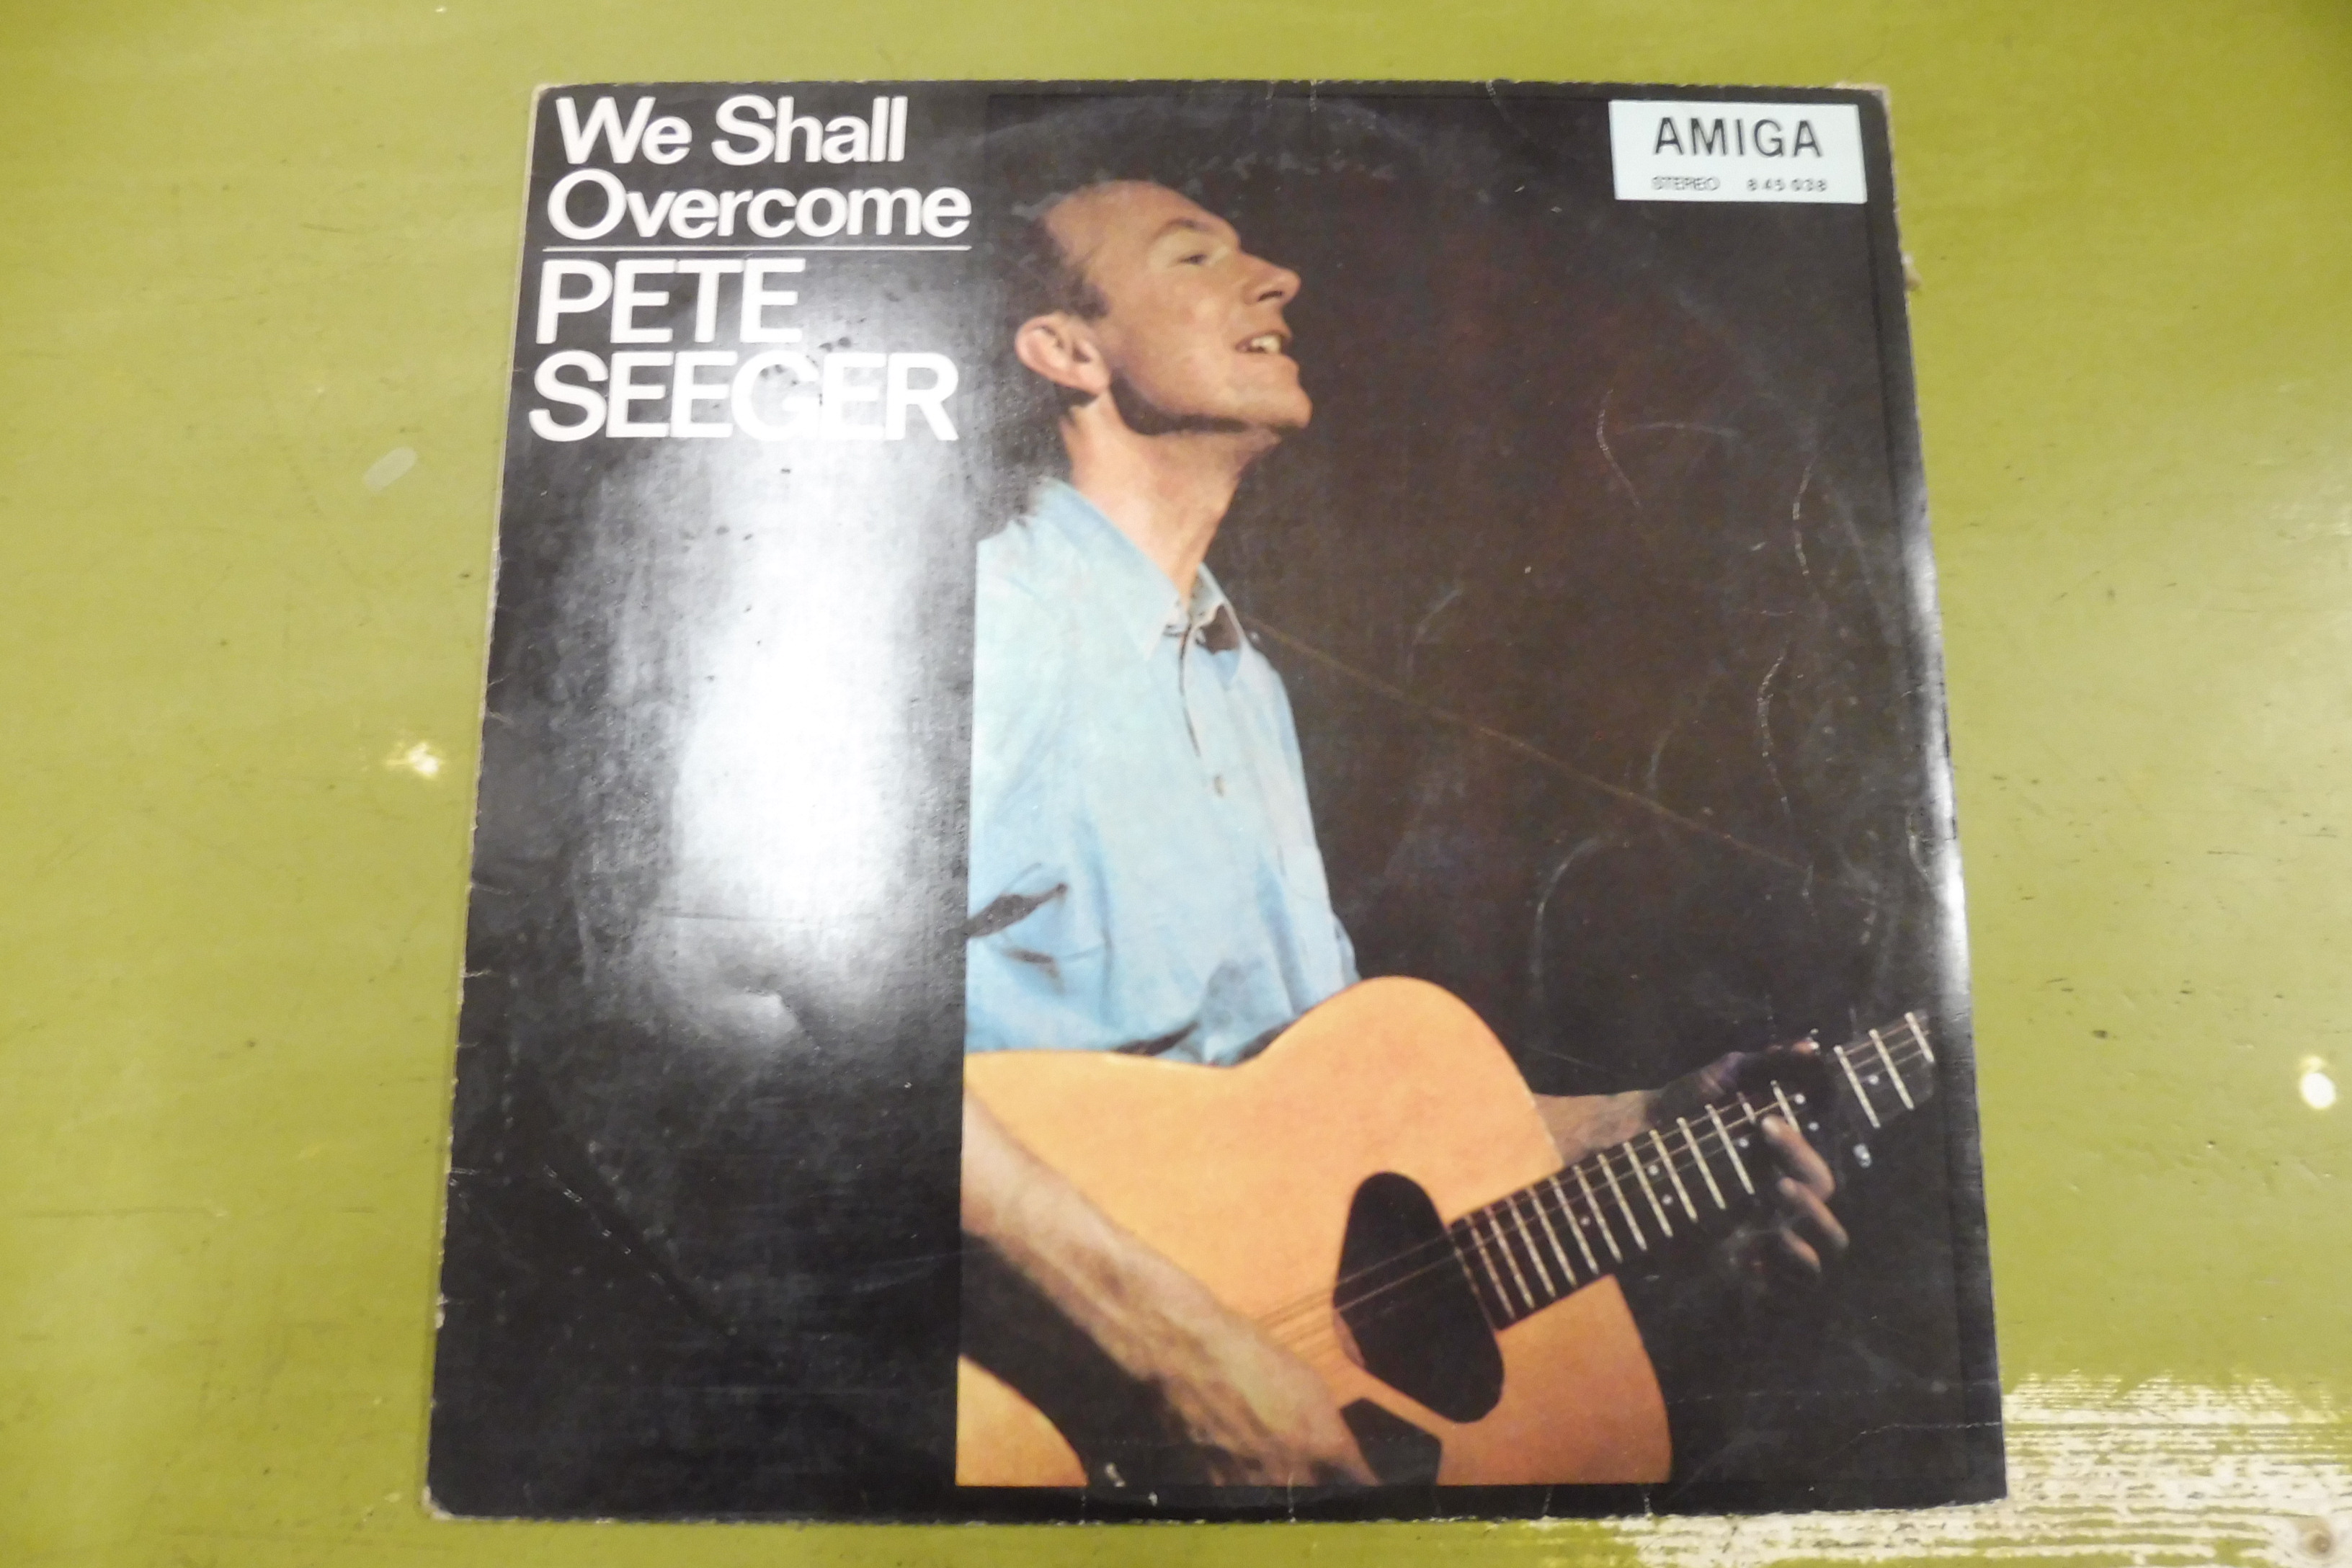 We Shall
Overcome
PETE
SEEGER
AMIGA
STEREO 8 45 038